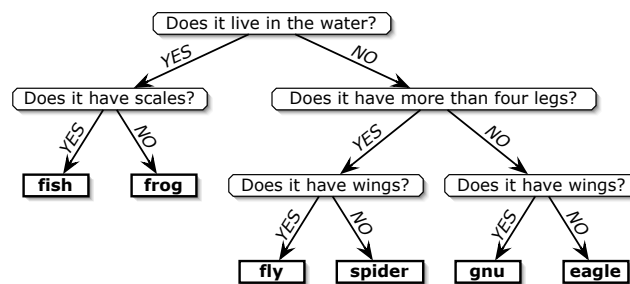 Does it live in the water?
YES
NO
Does it have scales?
Does it have more than four legs?
YES
NO
YES
NO
fish
frog
Does it have wings?
Does it have wings?
YES
NO
YES
NO
fly
spider
gnu
eagle